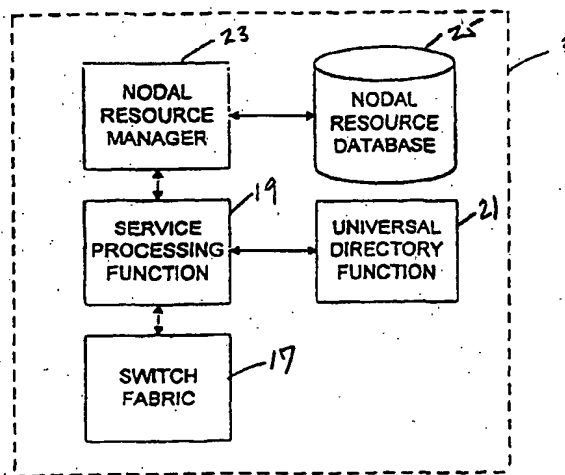 23
25
NODAL
RESOURCE
MANAGER
NODAL
RESOURCE
DATABASE
19
21
SERVICE
PROCESSING
FUNCTION
UNIVERSAL
DIRECTORY
FUNCTION
17
SWITCH
FABRIC